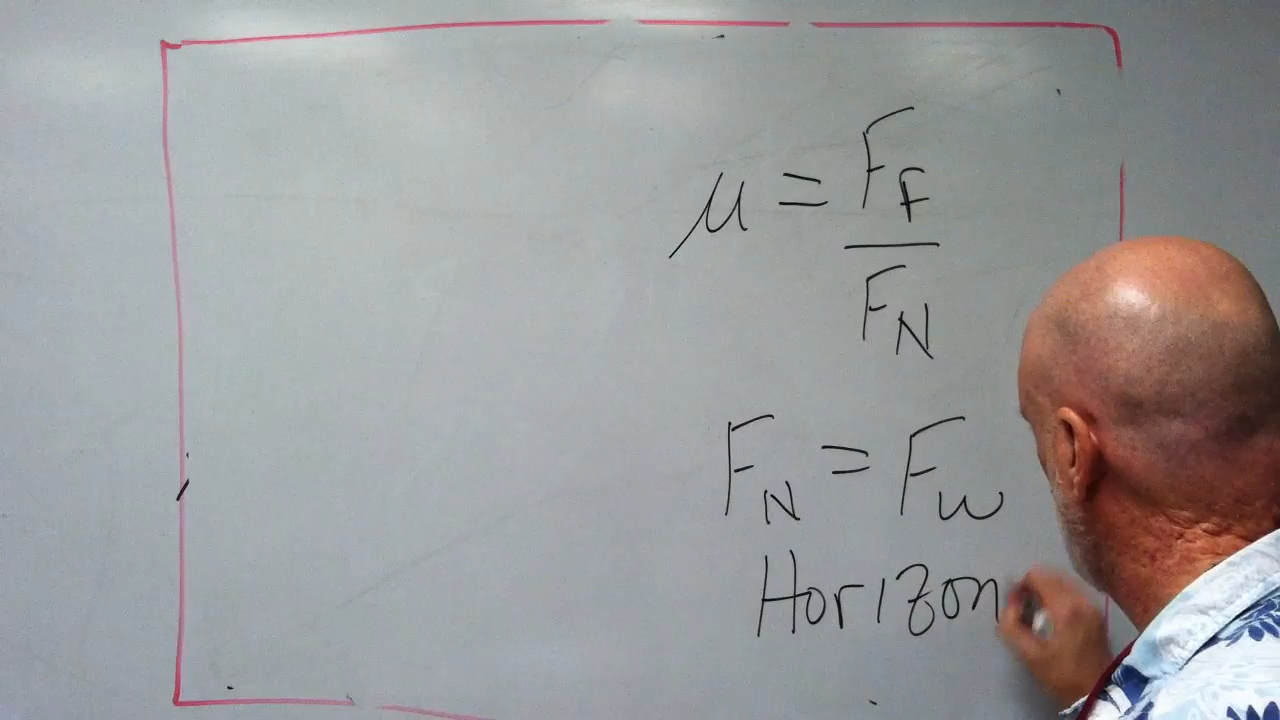 μ = F_F / F_N
F_N = F_W
Horizon